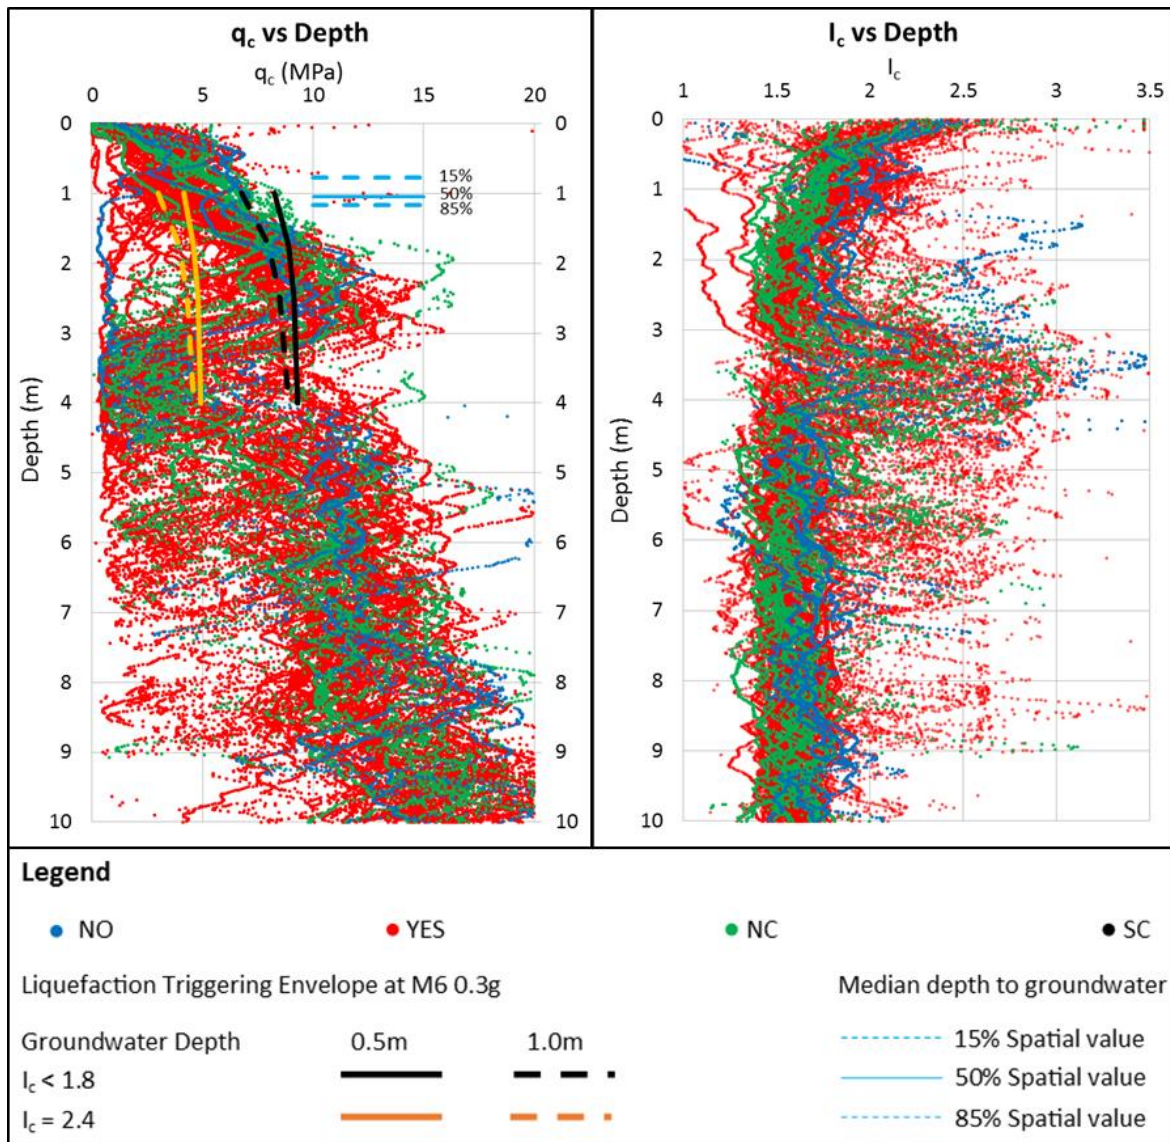 qc vs Depth
qc (MPa)
0 5 10 15 20
0 0
1 1
2 2
3 3
4 4
5 5
6 6
7 7
8 8
9 9
10 10
Depth (m)
15%
50%
85%
Ic vs Depth
Ic
1 1.5 2 2.5 3 3.5
0
1
2
3
4
5
6
7
8
9
10
Depth (m)
Legend
NO YES NC SC
Liquefaction Triggering Envelope at M6 0.3g
Median depth to groundwater
Groundwater Depth 0.5m 1.0m
Ic < 1.8
Ic = 2.4
15% Spatial value
50% Spatial value
85% Spatial value